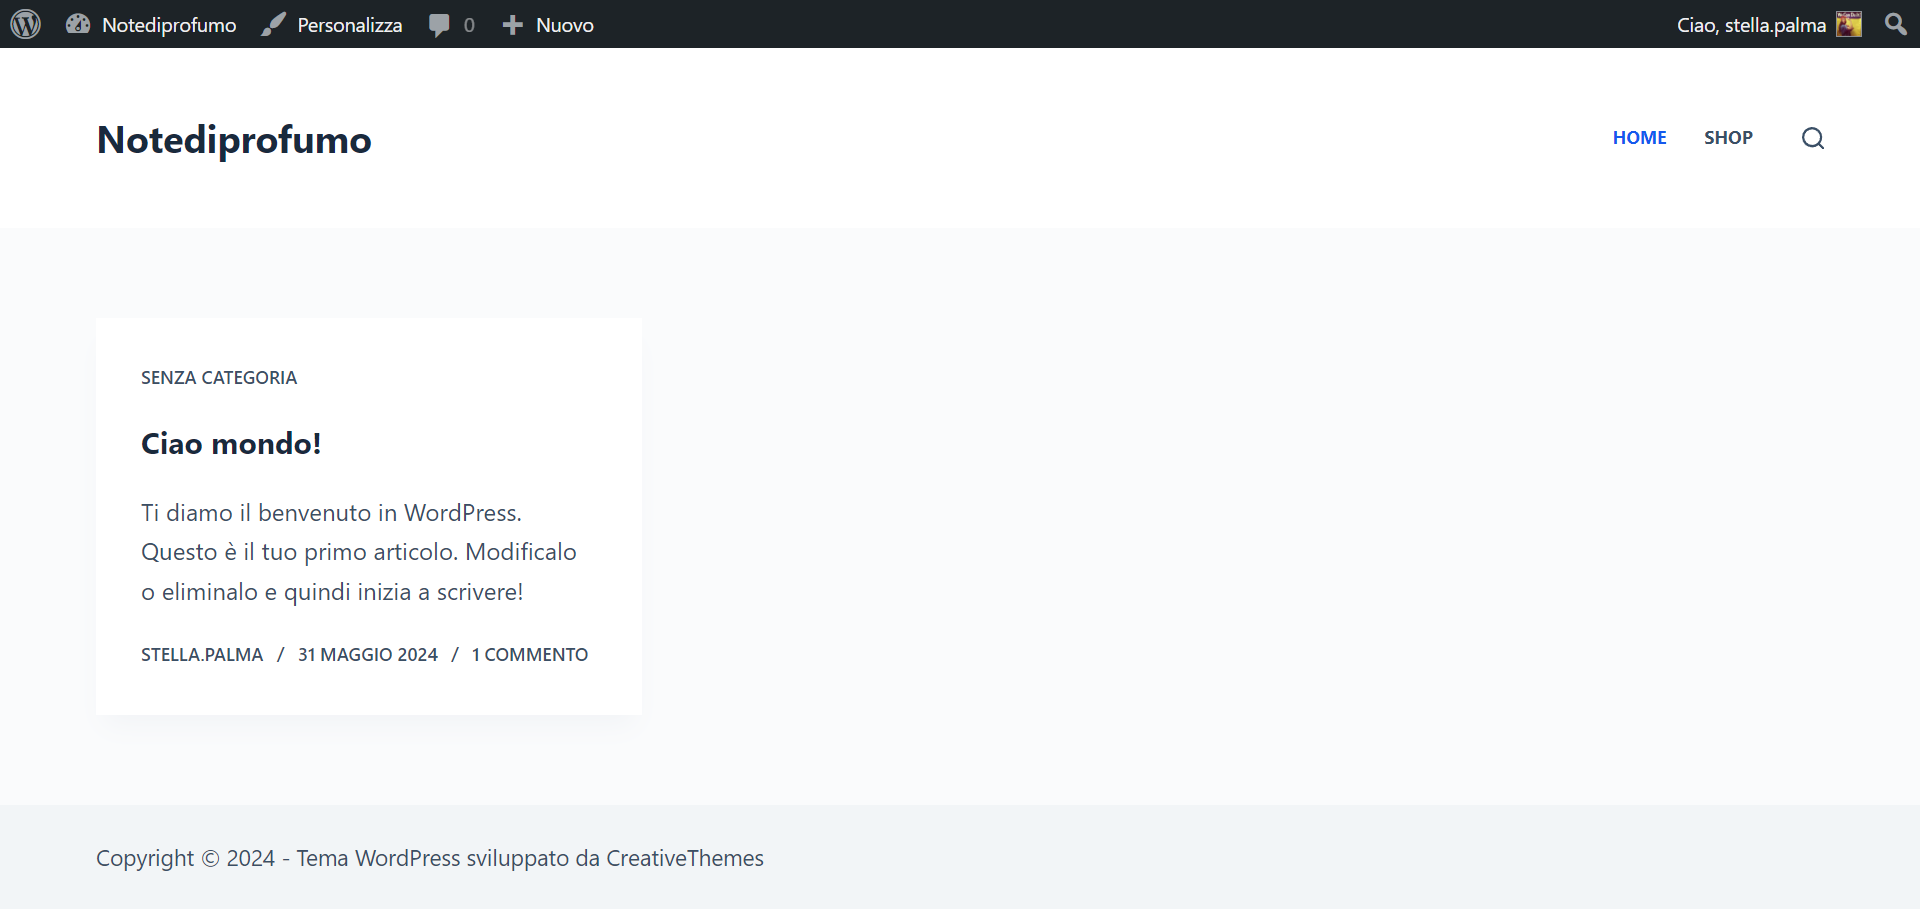 Notediprofumo Personalizza 0 Nuovo Ciao, stella.palma
Notediprofumo HOME SHOP
SENZA CATEGORIA
Ciao mondo!
Ti diamo il benvenuto in WordPress.
Questo è il tuo primo articolo. Modificalo
o eliminalo e quindi inizia a scrivere!
STELLA.PALMA / 31 MAGGIO 2024 / 1 COMMENTO
Copyright © 2024 - Tema WordPress sviluppato da CreativeThemes